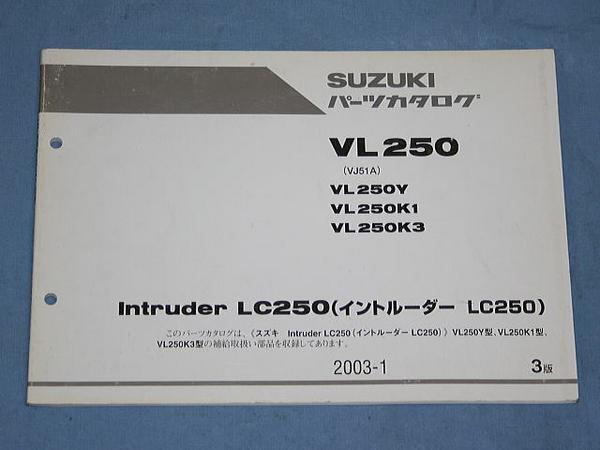 SUZUKI
パーツカタログ
VL250
(VJ51A)
VL250Y
VL250K1
VL250K3
Intruder LC250(イントルーダー LC250)
このパーツカタログは、《スズキ Intruder LC250(イントルーダー LC250)》VL250Y型、VL250K1型、
VL250K3型の補給取扱い部品を収録してあります。
2003-1
3版